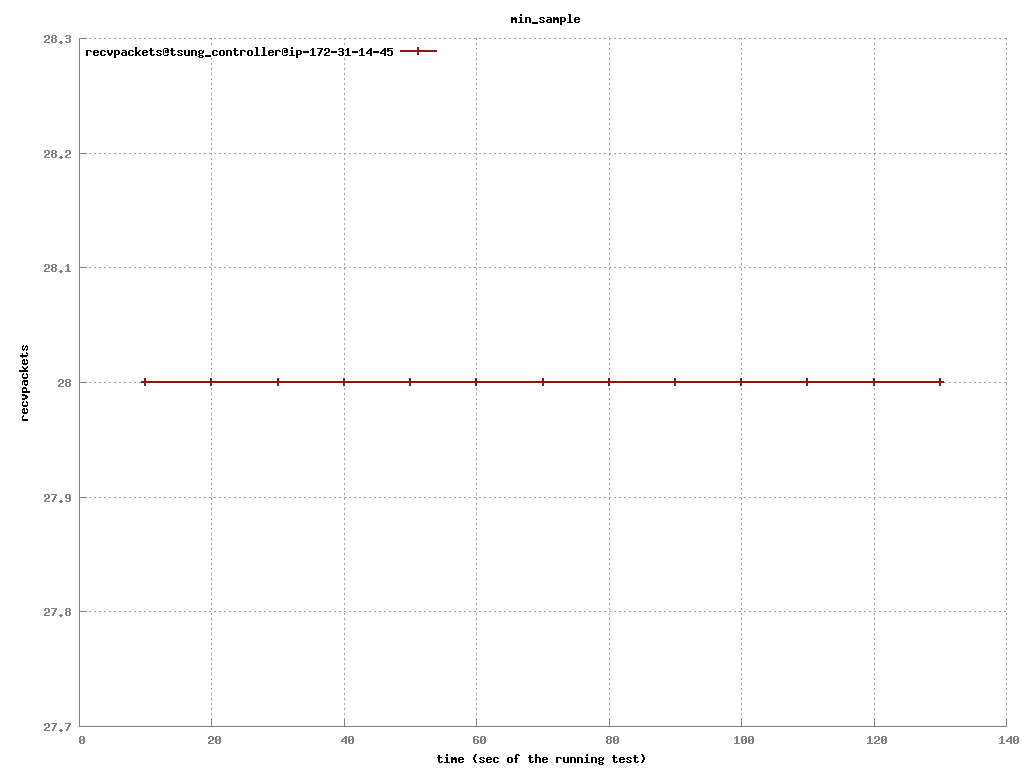 min_sample
28.3
recvpackets@tsung_controller@ip-172-31-14-45
28.2
28.1
28
27.9
27.8
27.7
recvpackets
0 20 40 60 80 100 120 140
time (sec of the running test)